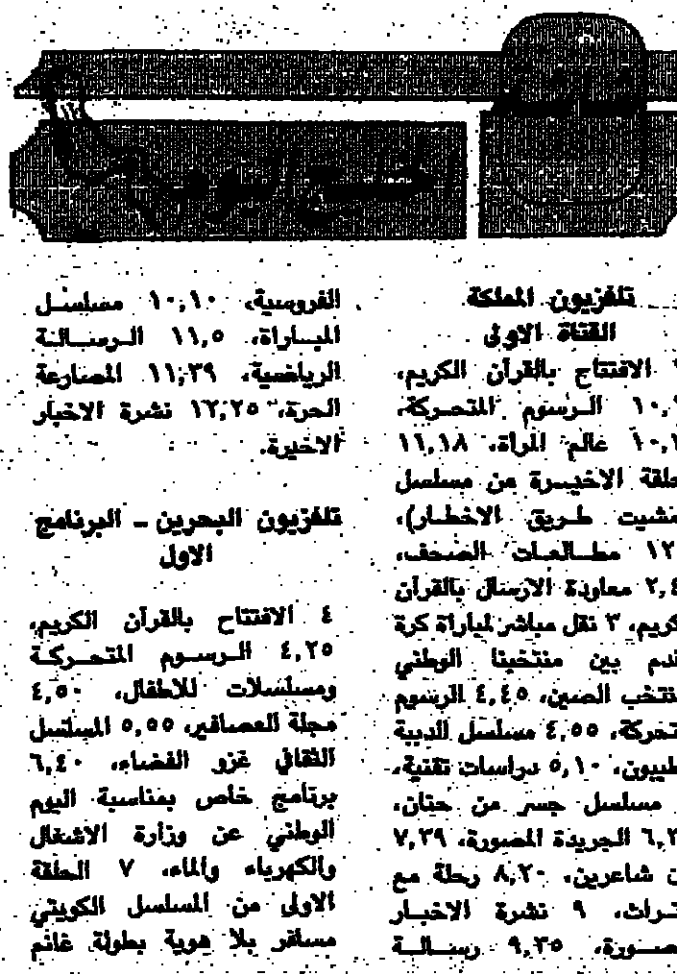 خليج اليوم
تلفزيون المملكة
القناة الاولى
الافتتاح بالقرآن الكريم،
الرسوم المتحركة،
عالم المرأة، ١١,١٨
الاخيرة من مسلسل
طريق الاخطار)،
مطالعات الصحف،
معاودة الارسال بالقرآن
٣ نقل مباشر لمباراة كرة
بين منتخبنا الوطني
الصين، ٤,٤٥ الرسوم
٤,٥٥ مسلسل الدببة
٥,١٠ دراسات تقنية،
مسلسل جسر من حنان،
الجريدة المصورة، ٧,٣٩
شاعرين، ٨,٢٠ رحلة مع
٩ نشرة الاخبار
٩,٣٥ رسالة
الفروسية، ١٠,١٠ مسلسل
المباراة، ١١,٥ الرسالة
الرياضية، ١١,٣٩ المصارعة
الحرة، ١٢,٢٥ نشرة الاخبار
الاخيرة.
تلفزيون البحرين - البرنامج
الاول
٤ الافتتاح بالقرآن الكريم،
٤,٢٥ الرسوم المتحركة
ومسلسلات للاطفال، ٤,٥٠
مجلة العصافير، ٥,٥٥ المسلسل
الثقافي غزو الفضاء، ٦,٤٠
برنامج خاص بمناسبة اليوم
الوطني عن وزارة الاشغال
والكهرباء والماء، ٧ الحلقة
الاولى من المسلسل الكويتي
مسافر بلا هوية بطولة غانم